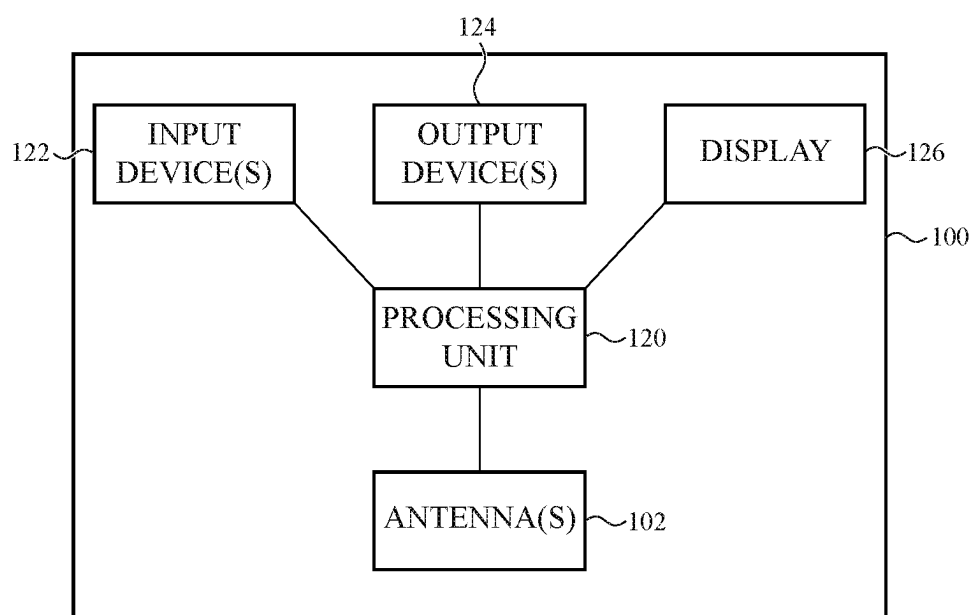 124
INPUT
DEVICE(S)
122
OUTPUT
DEVICE(S)
DISPLAY
126
100
PROCESSING
UNIT
120
ANTENNA(S)
102